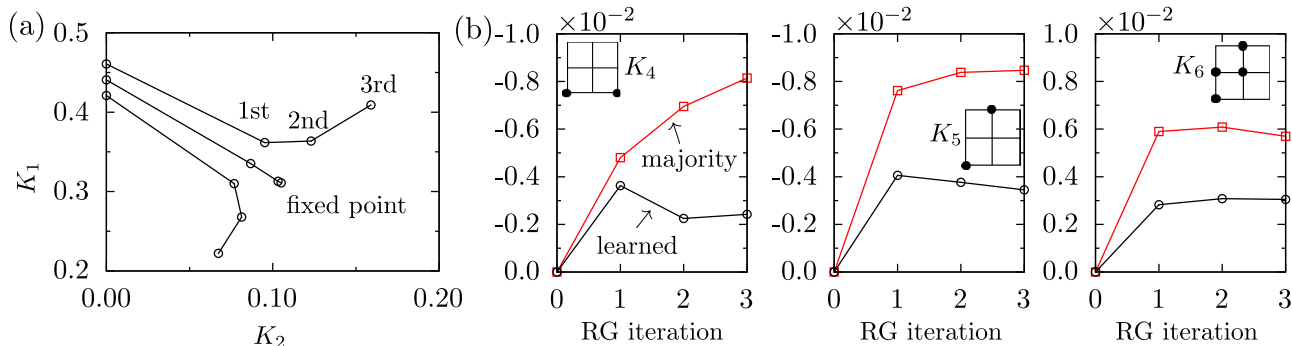 (a)
0.5
0.4
0.3
0.2
K₁
0.00
0.10
0.20
K₂
1st
2nd
3rd
fixed point
(b)
×10⁻²
-1.0
-0.8
-0.6
-0.4
-0.2
0.0
K₄
majority
learned
0
1
2
3
RG iteration
×10⁻²
-1.0
-0.8
-0.6
-0.4
-0.2
0.0
K₅
0
1
2
3
RG iteration
×10⁻²
1.0
0.8
0.6
0.4
0.2
0.0
K₆
0
1
2
3
RG iteration